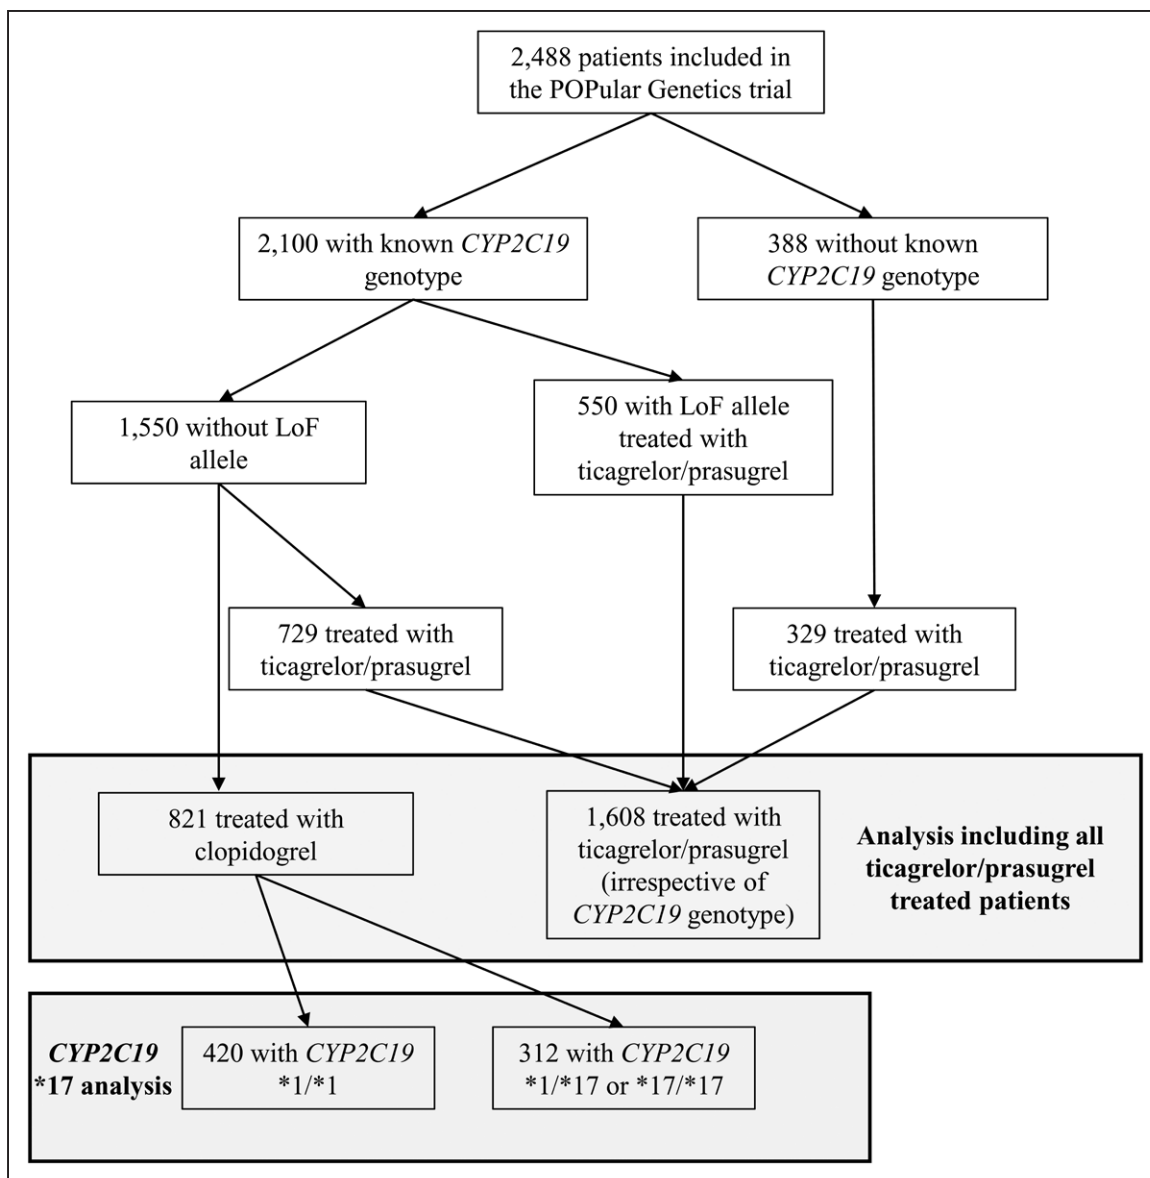 2,488 patients included in
the POPular Genetics trial
2,100 with known CYP2C19
genotype
388 without known
CYP2C19 genotype
1,550 without LoF
allele
550 with LoF allele
treated with
ticagrelor/prasugrel
729 treated with
ticagrelor/prasugrel
329 treated with
ticagrelor/prasugrel
821 treated with
clopidogrel
1,608 treated with
ticagrelor/prasugrel
(irrespective of
CYP2C19 genotype)
Analysis including all
ticagrelor/prasugrel
treated patients
CYP2C19
*17 analysis
420 with CYP2C19
*1/*1
312 with CYP2C19
*1/*17 or *17/*17